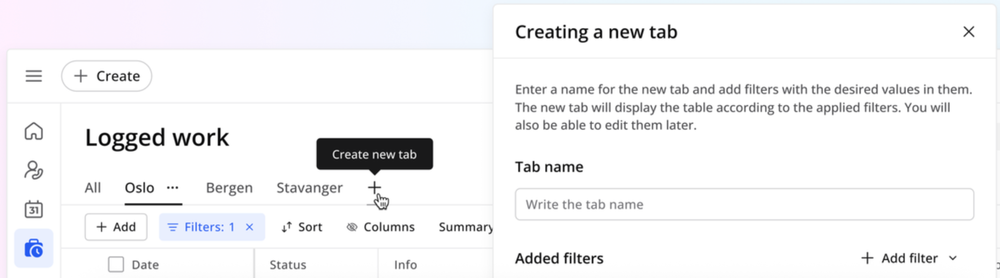 Creating a new tab
Create
Enter a name for the new tab and add filters with the desired values in them.
The new tab will display the table according to the applied filters. You will
also be able to edit them later.
Logged work
Create new tab
Tab name
All Oslo ··· Bergen Stavanger
31
Write the tab name
Add Filters: 1 Sort Columns Summary
Added filters Add filter
Date Status Info